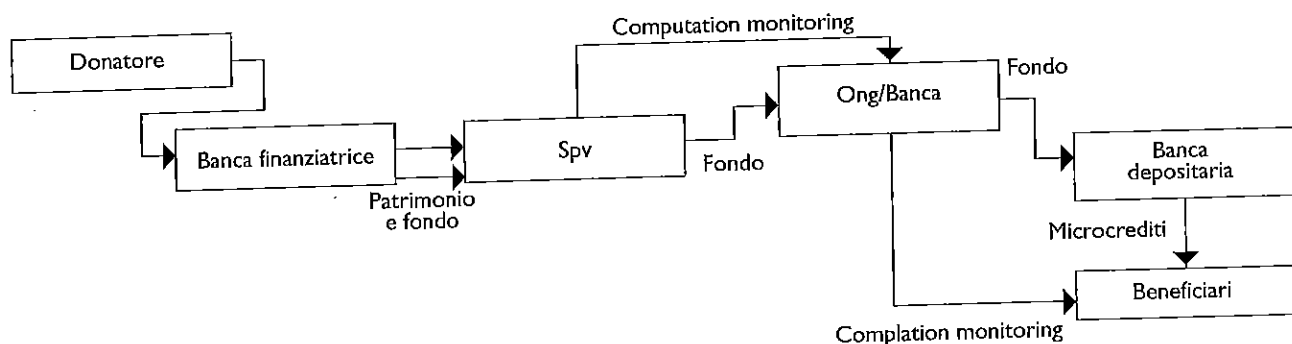 Computation monitoring
Donatore
Fondo
Ong/Banca
Banca finanziatrice
Spv
Fondo
Banca
depositaria
Patrimonio
e fondo
Microcrediti
Beneficiari
Complation monitoring